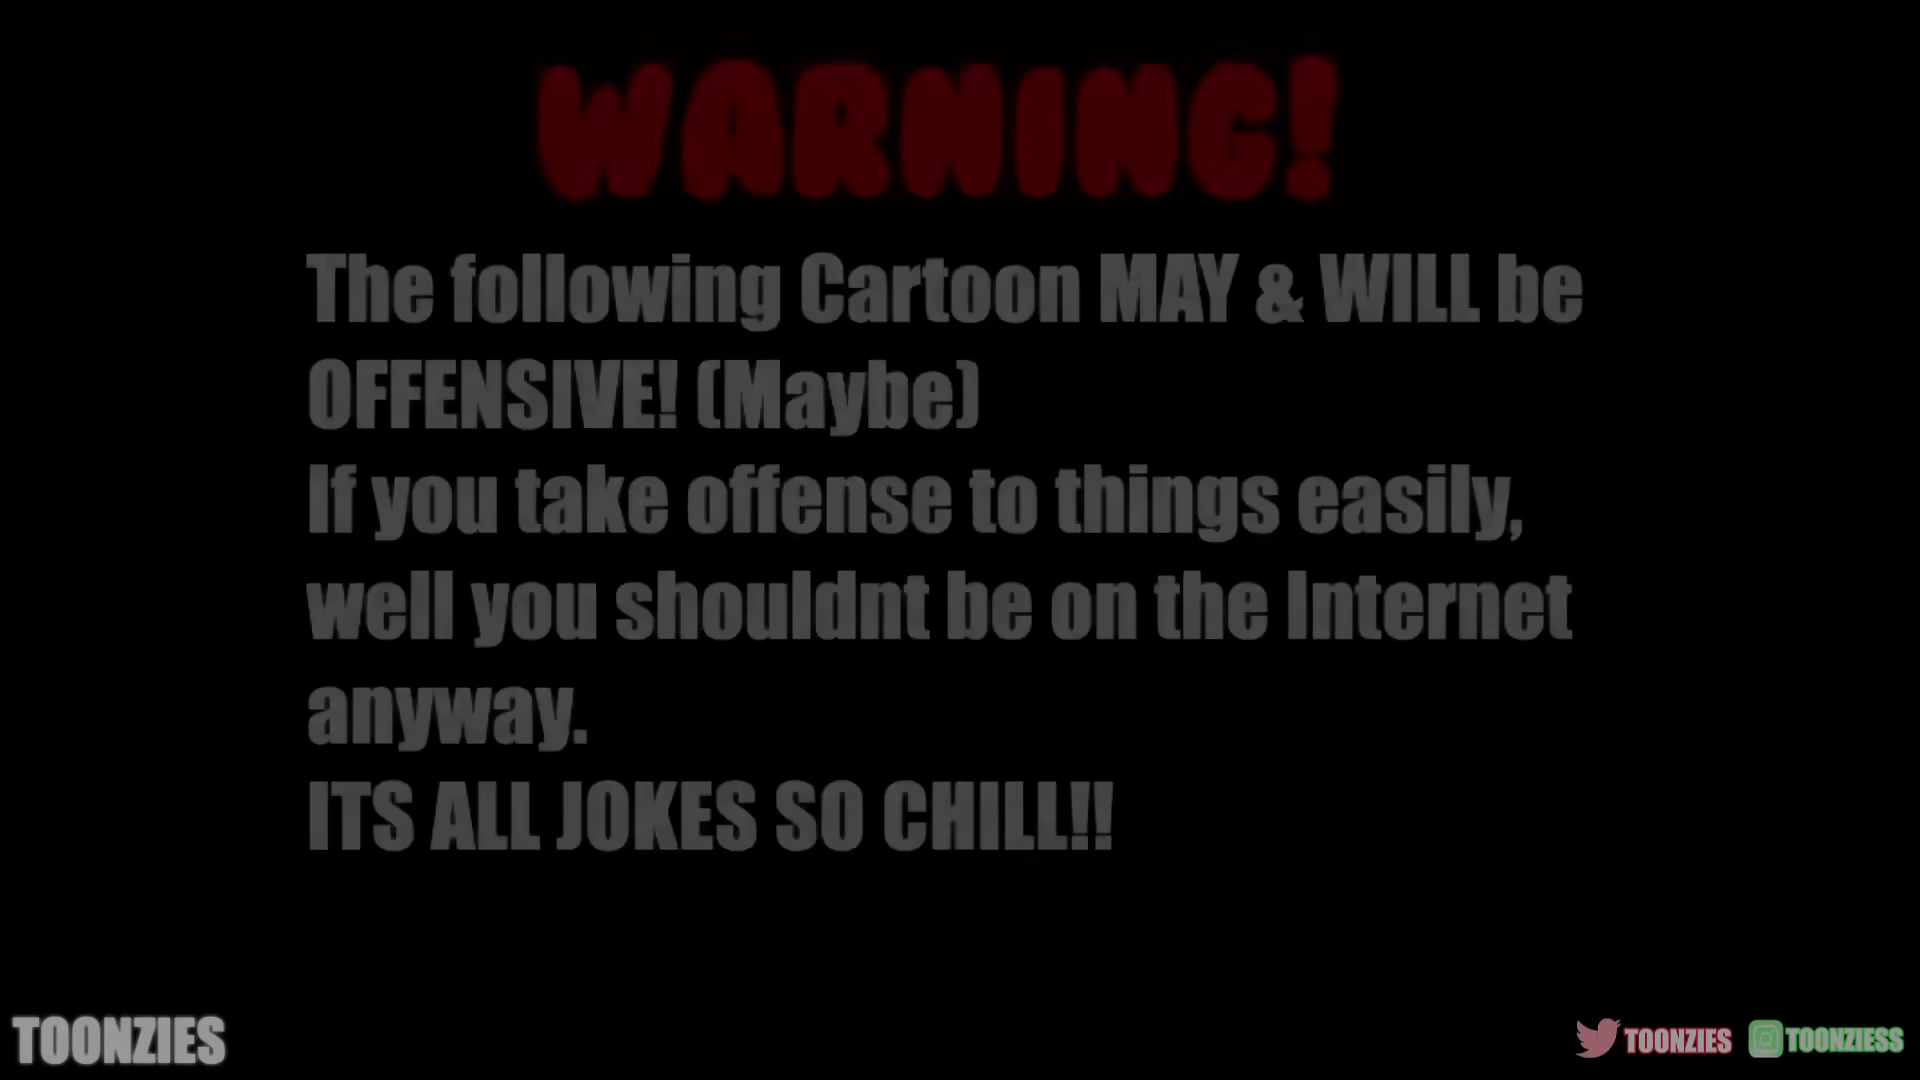 WARNING!
The following Cartoon MAY & WILL be
OFFENSIVE! (Maybe)
If you take offense to things easily,
well you shouldnt be on the Internet
anyway.
ITS ALL JOKES SO CHILL!!
TOONZIES
TOONZIES
TOONZIESS